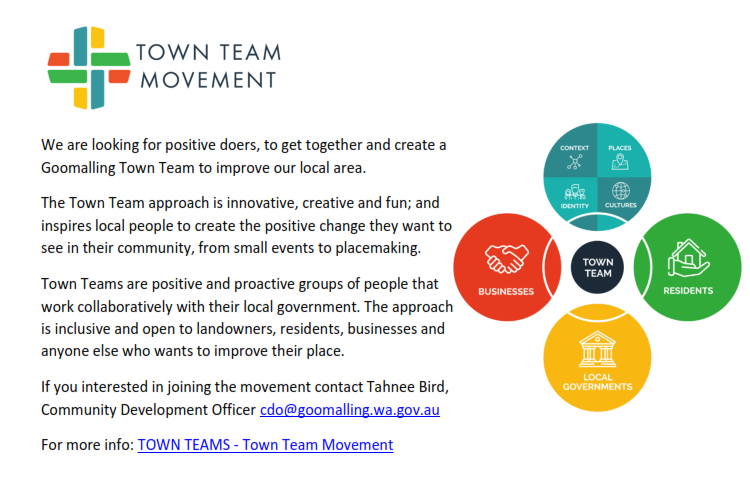 TOWN TEAM
MOVEMENT
We are looking for positive doers, to get together and create a
Goomalling Town Team to improve our local area.
The Town Team approach is innovative, creative and fun; and
inspires local people to create the positive change they want to
see in their community, from small events to placemaking.
Town Teams are positive and proactive groups of people that
work collaboratively with their local government. The approach
is inclusive and open to landowners, residents, businesses and
anyone else who wants to improve their place.
If you interested in joining the movement contact Tahnee Bird,
Community Development Officer cdo@goomalling.wa.gov.au
For more info: TOWN TEAMS - Town Team Movement
CONTEXT
PLACES
IDENTITY
CULTURES
BUSINESSES
TOWN
TEAM
RESIDENTS
LOCAL
GOVERNMENTS